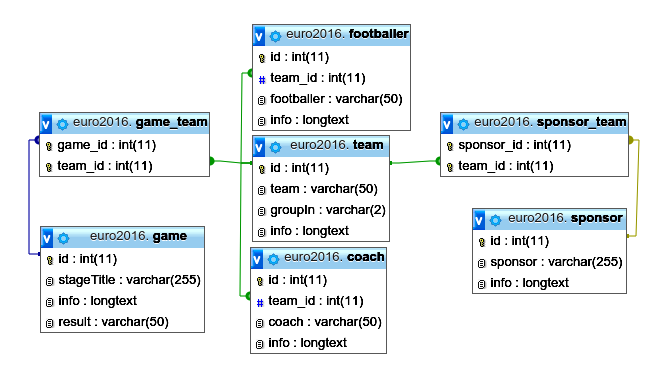 euro2016. footballer
id : int(11)
# team_id : int(11)
footballer : varchar(50)
info : longtext
euro2016. game_team
game_id : int(11)
team_id : int(11)
euro2016. team
id : int(11)
team : varchar(50)
groupIn : varchar(2)
info : longtext
euro2016. sponsor_team
sponsor_id : int(11)
team_id : int(11)
euro2016. game
id : int(11)
stageTitle : varchar(255)
info : longtext
result : varchar(50)
euro2016. coach
id : int(11)
# team_id : int(11)
coach : varchar(50)
info : longtext
euro2016. sponsor
id : int(11)
sponsor : varchar(255)
info : longtext